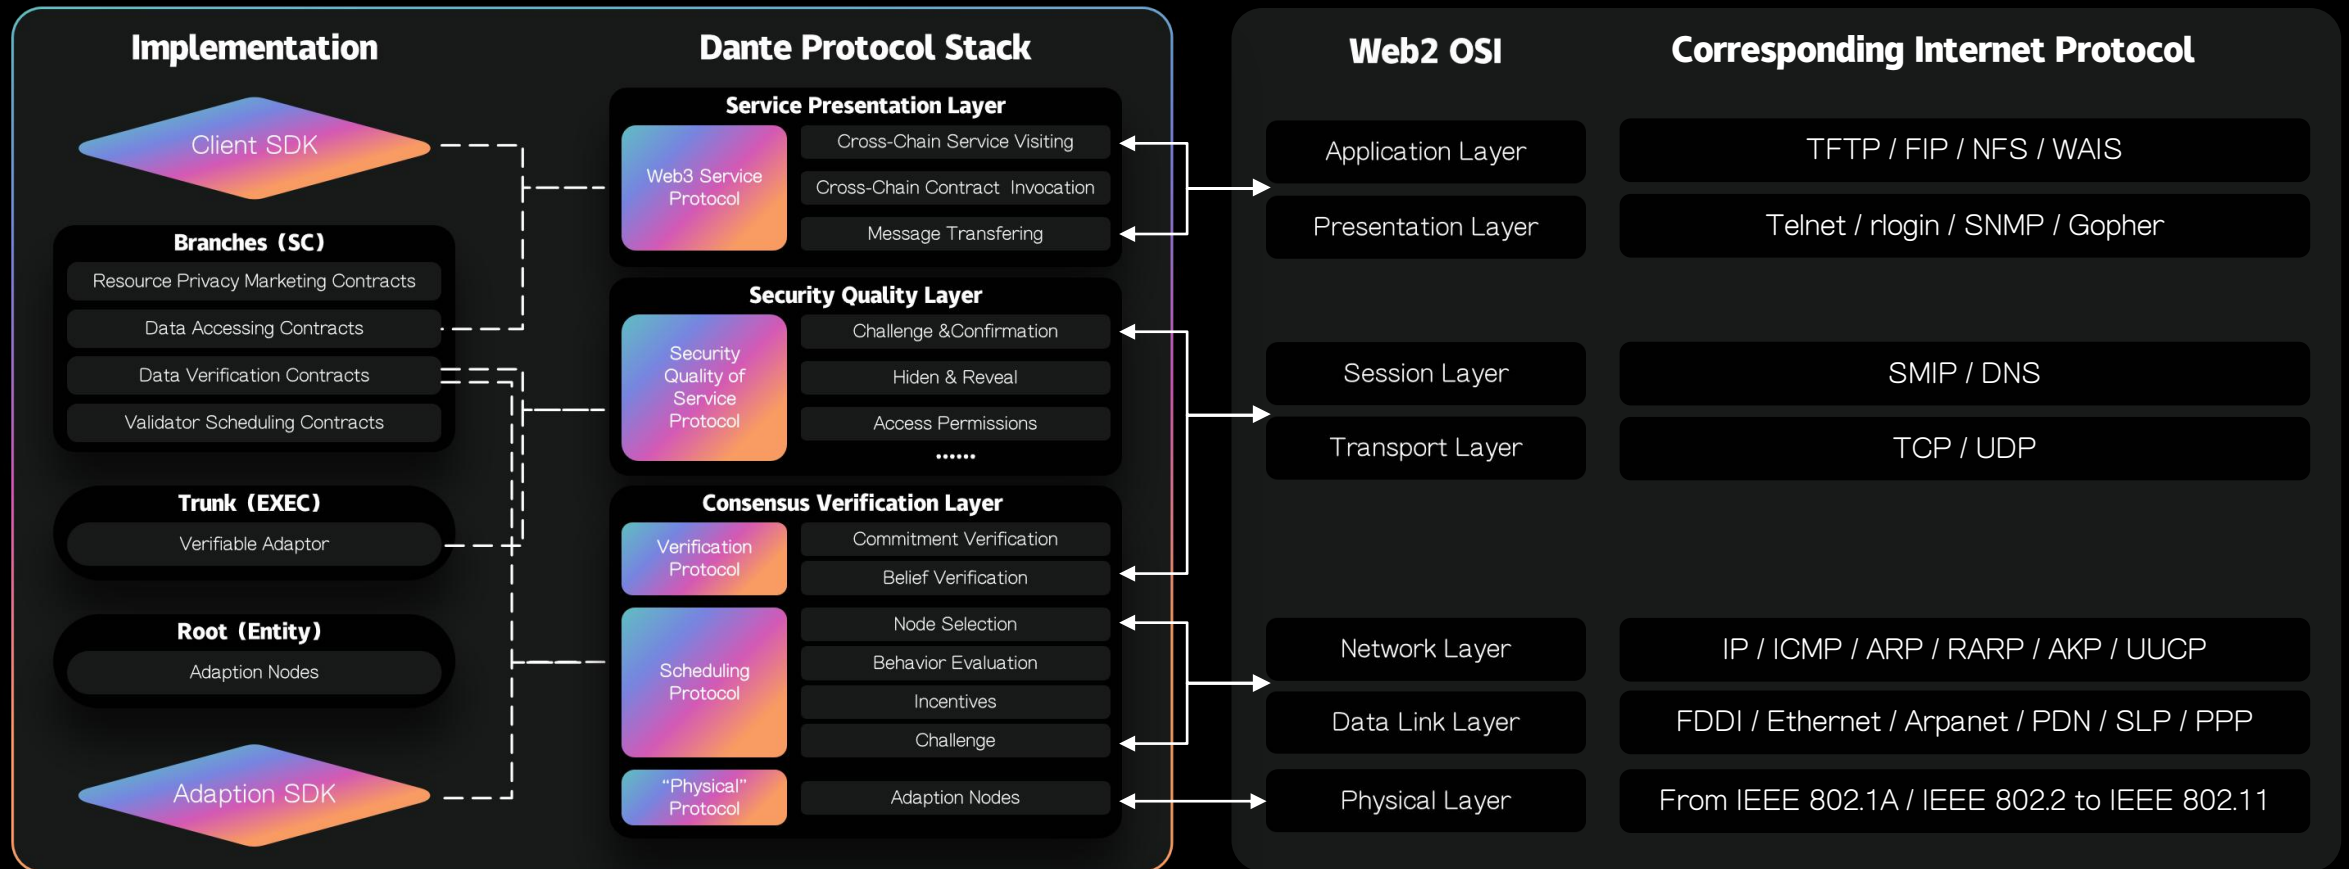 Implementation
Client SDK
Branches (SC)
Resource Privacy Marketing Contracts
Data Accessing Contracts
Data Verification Contracts
Validator Scheduling Contracts
Trunk (EXEC)
Verifiable Adaptor
Root (Entity)
Adaption Nodes
Adaption SDK
Dante Protocol Stack
Service Presentation Layer
Web3 Service
Protocol
Cross-Chain Service Visiting
Cross-Chain Contract Invocation
Message Transfering
Security Quality Layer
Security
Quality of
Service
Protocol
Challenge &Confirmation
Hiden & Reveal
Access Permissions
......
Consensus Verification Layer
Verification
Protocol
Commitment Verification
Belief Verification
Scheduling
Protocol
Node Selection
Behavior Evaluation
Incentives
Challenge
“Physical”
Protocol
Adaption Nodes
Web2 OSI
Application Layer
Presentation Layer
Session Layer
Transport Layer
Network Layer
Data Link Layer
Physical Layer
Corresponding Internet Protocol
TFTP / FIP / NFS / WAIS
Telnet / rlogin / SNMP / Gopher
SMIP / DNS
TCP / UDP
IP / ICMP / ARP / RARP / AKP / UUCP
FDDI / Ethernet / Arpanet / PDN / SLP / PPP
From IEEE 802.1A / IEEE 802.2 to IEEE 802.11